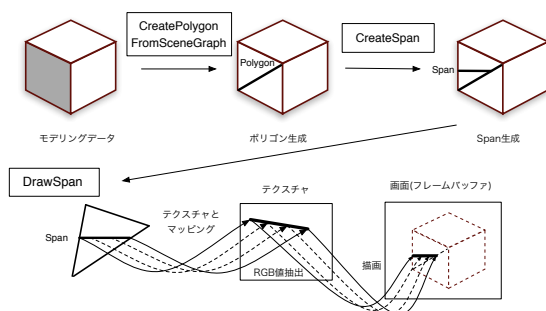 CreatePolygon
FromSceneGraph
CreateSpan
Polygon
Span
モデリングデータ
ポリゴン生成
Span生成
DrawSpan
テクスチャと
マッピング
テクスチャ
画面(フレームバッファ)
Span
RGB値抽出
描画